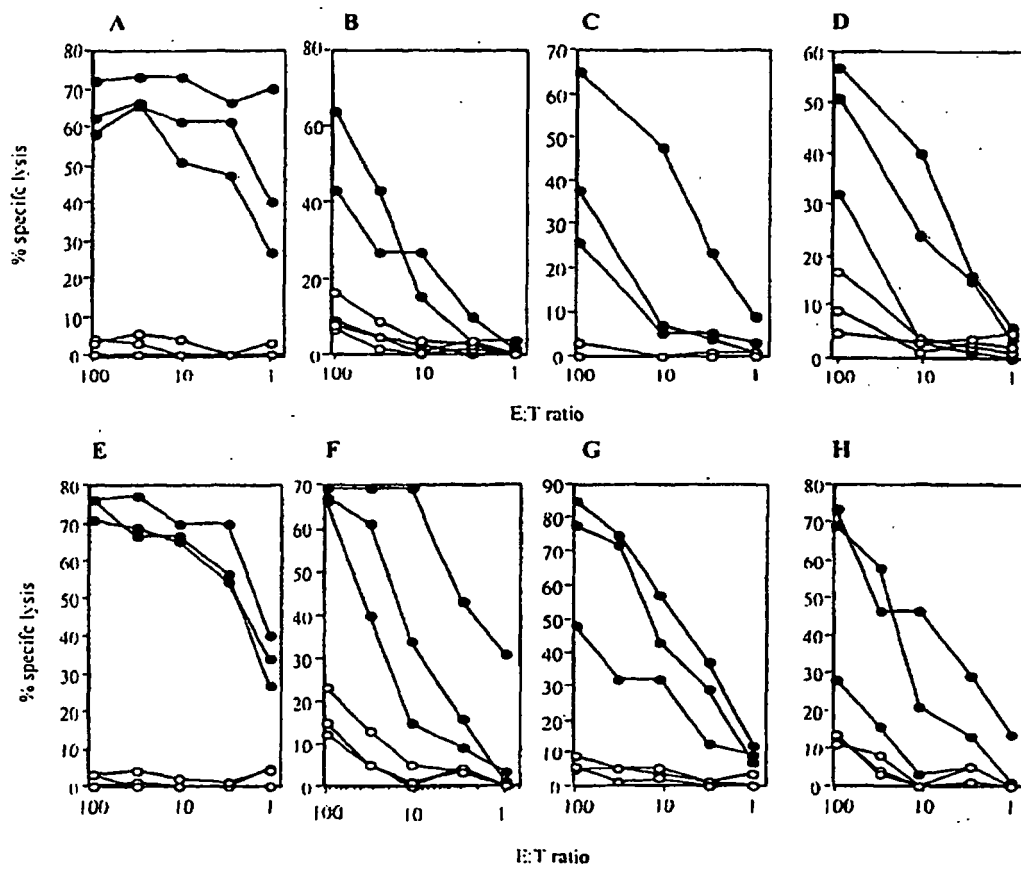 A B C D
% specifc lysis
80 70 60 50 40 30 20 10 0
80 60 40 20 0
70 60 50 40 30 20 10 0
60 50 40 30 20 10 0
100 10 1 100 10 1 100 10 1 100 10 1
E:T ratio
E F G H
% specifc lysis
80 70 60 50 40 30 20 10 0
70 60 50 40 30 20 10 0
90 80 70 60 50 40 30 20 10 0
80 70 60 50 40 30 20 10 0
100 10 1 100 10 1 100 10 1 100 10 1
E:T ratio